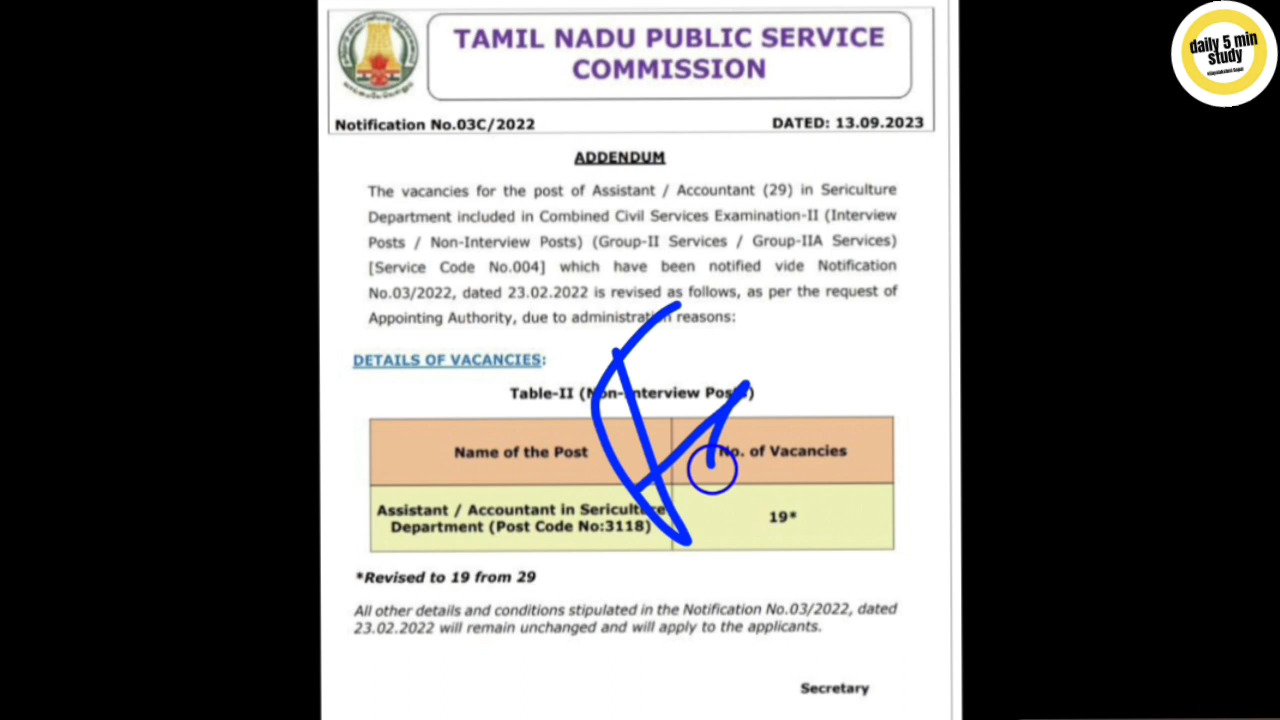 TAMIL NADU PUBLIC SERVICE
COMMISSION
Notification No.03C/2022
DATED: 13.09.2023
ADDENDUM
The vacancies for the post of Assistant / Accountant (29) in Sericulture
Department included in Combined Civil Services Examination-II (Interview
Posts / Non-Interview Posts) (Group-II Services / Group-IIA Services)
[Service Code No.004] which have been notified vide Notification
No.03/2022, dated 23.02.2022 is revised as follows, as per the request of
Appointing Authority, due to administration reasons:
DETAILS OF VACANCIES:
Table-II (Non-Interview Posts)
Name of the Post
No. of Vacancies
Assistant / Accountant in Sericulture
Department (Post Code No:3118)
19*
*Revised to 19 from 29
All other details and conditions stipulated in the Notification No.03/2022, dated
23.02.2022 will remain unchanged and will apply to the applicants.
Secretary
daily 5 min
study